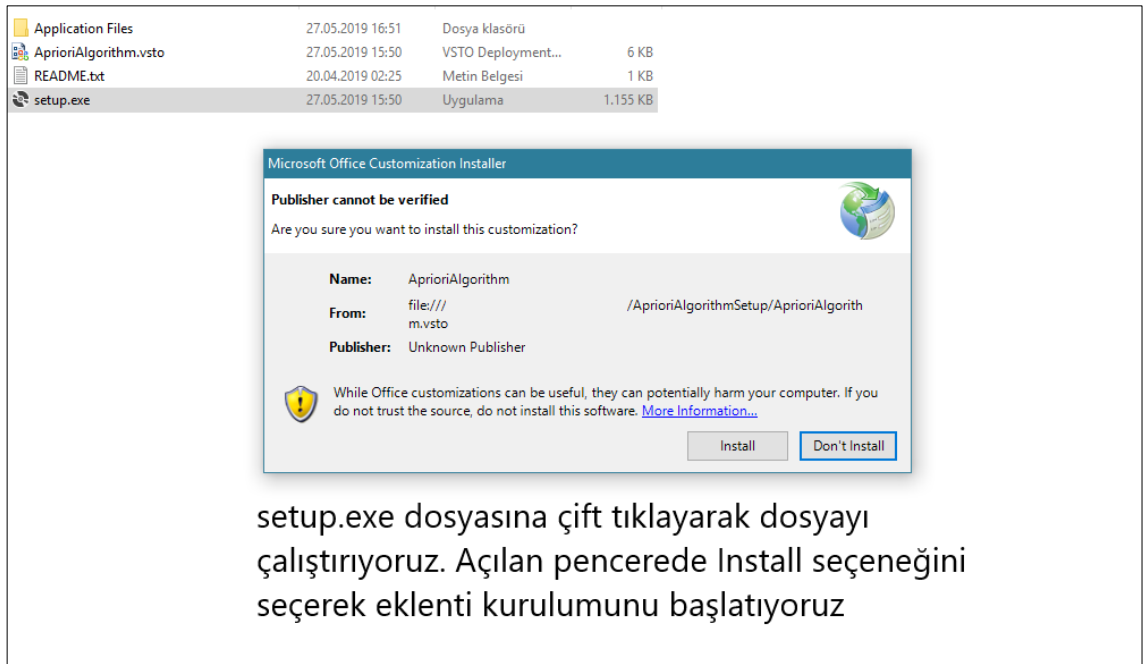 Application Files 27.05.2019 16:51 Dosya klasörü
AprioriAlgorithm.vsto 27.05.2019 15:50 VSTO Deployment... 6 KB
README.txt 20.04.2019 02:25 Metin Belgesi 1 KB
setup.exe 27.05.2019 15:50 Uygulama 1.155 KB
Microsoft Office Customization Installer
Publisher cannot be verified
Are you sure you want to install this customization?
Name: AprioriAlgorithm
From: file:/// /AprioriAlgorithmSetup/AprioriAlgorith
m.vsto
Publisher: Unknown Publisher
While Office customizations can be useful, they can potentially harm your computer. If you
do not trust the source, do not install this software. More Information...
Install Don't Install
setup.exe dosyasına çift tıklayarak dosyayı
çalıştırıyoruz. Açılan pencerede Install seçeneğini
seçerek eklenti kurulumunu başlatıyoruz